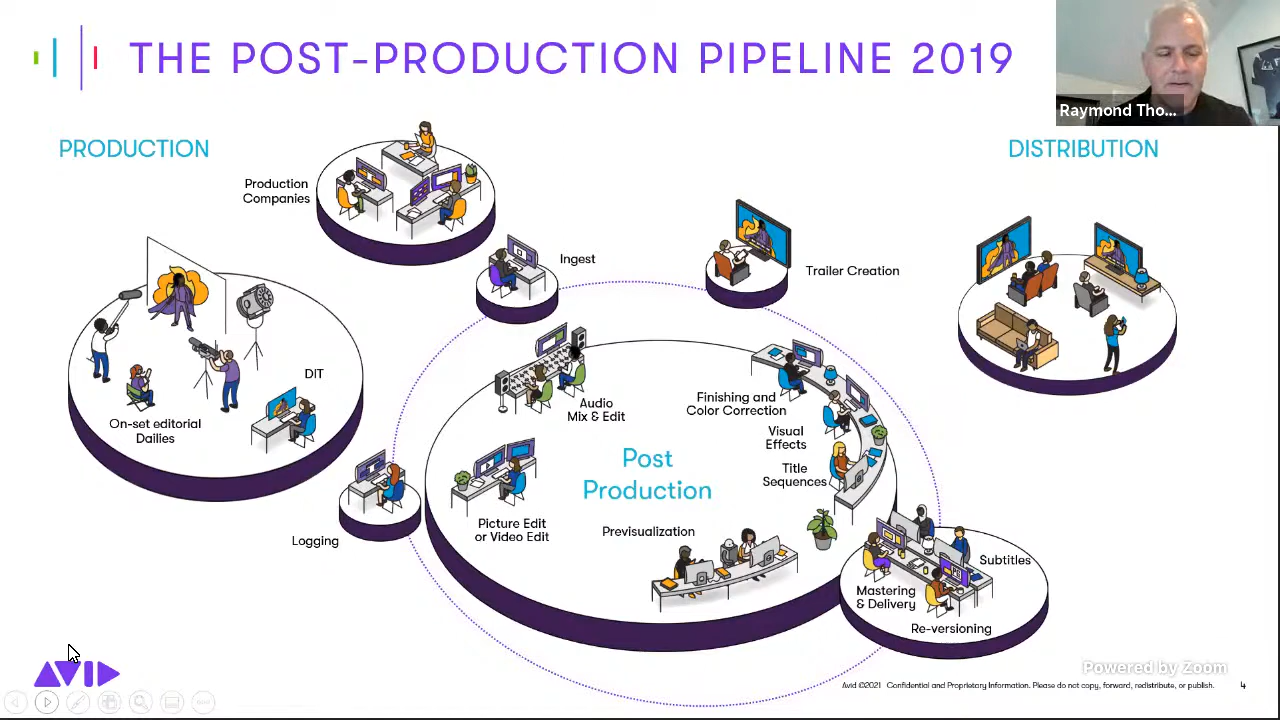 THE POST-PRODUCTION PIPELINE 2019
Raymond Tho...
PRODUCTION
DISTRIBUTION
Production
Companies
Ingest
Trailer Creation
DIT
On-set editorial
Dailies
Audio
Mix & Edit
Finishing and
Color Correction
Visual
Effects
Title
Sequences
Post
Production
Picture Edit
or Video Edit
Previsualization
Logging
Subtitles
Mastering
& Delivery
Re-versioning
AVID
Powered by Zoom
Avid ©2021 Confidential and Proprietary Information. Please do not copy, forward, redistribute, or publish.
4